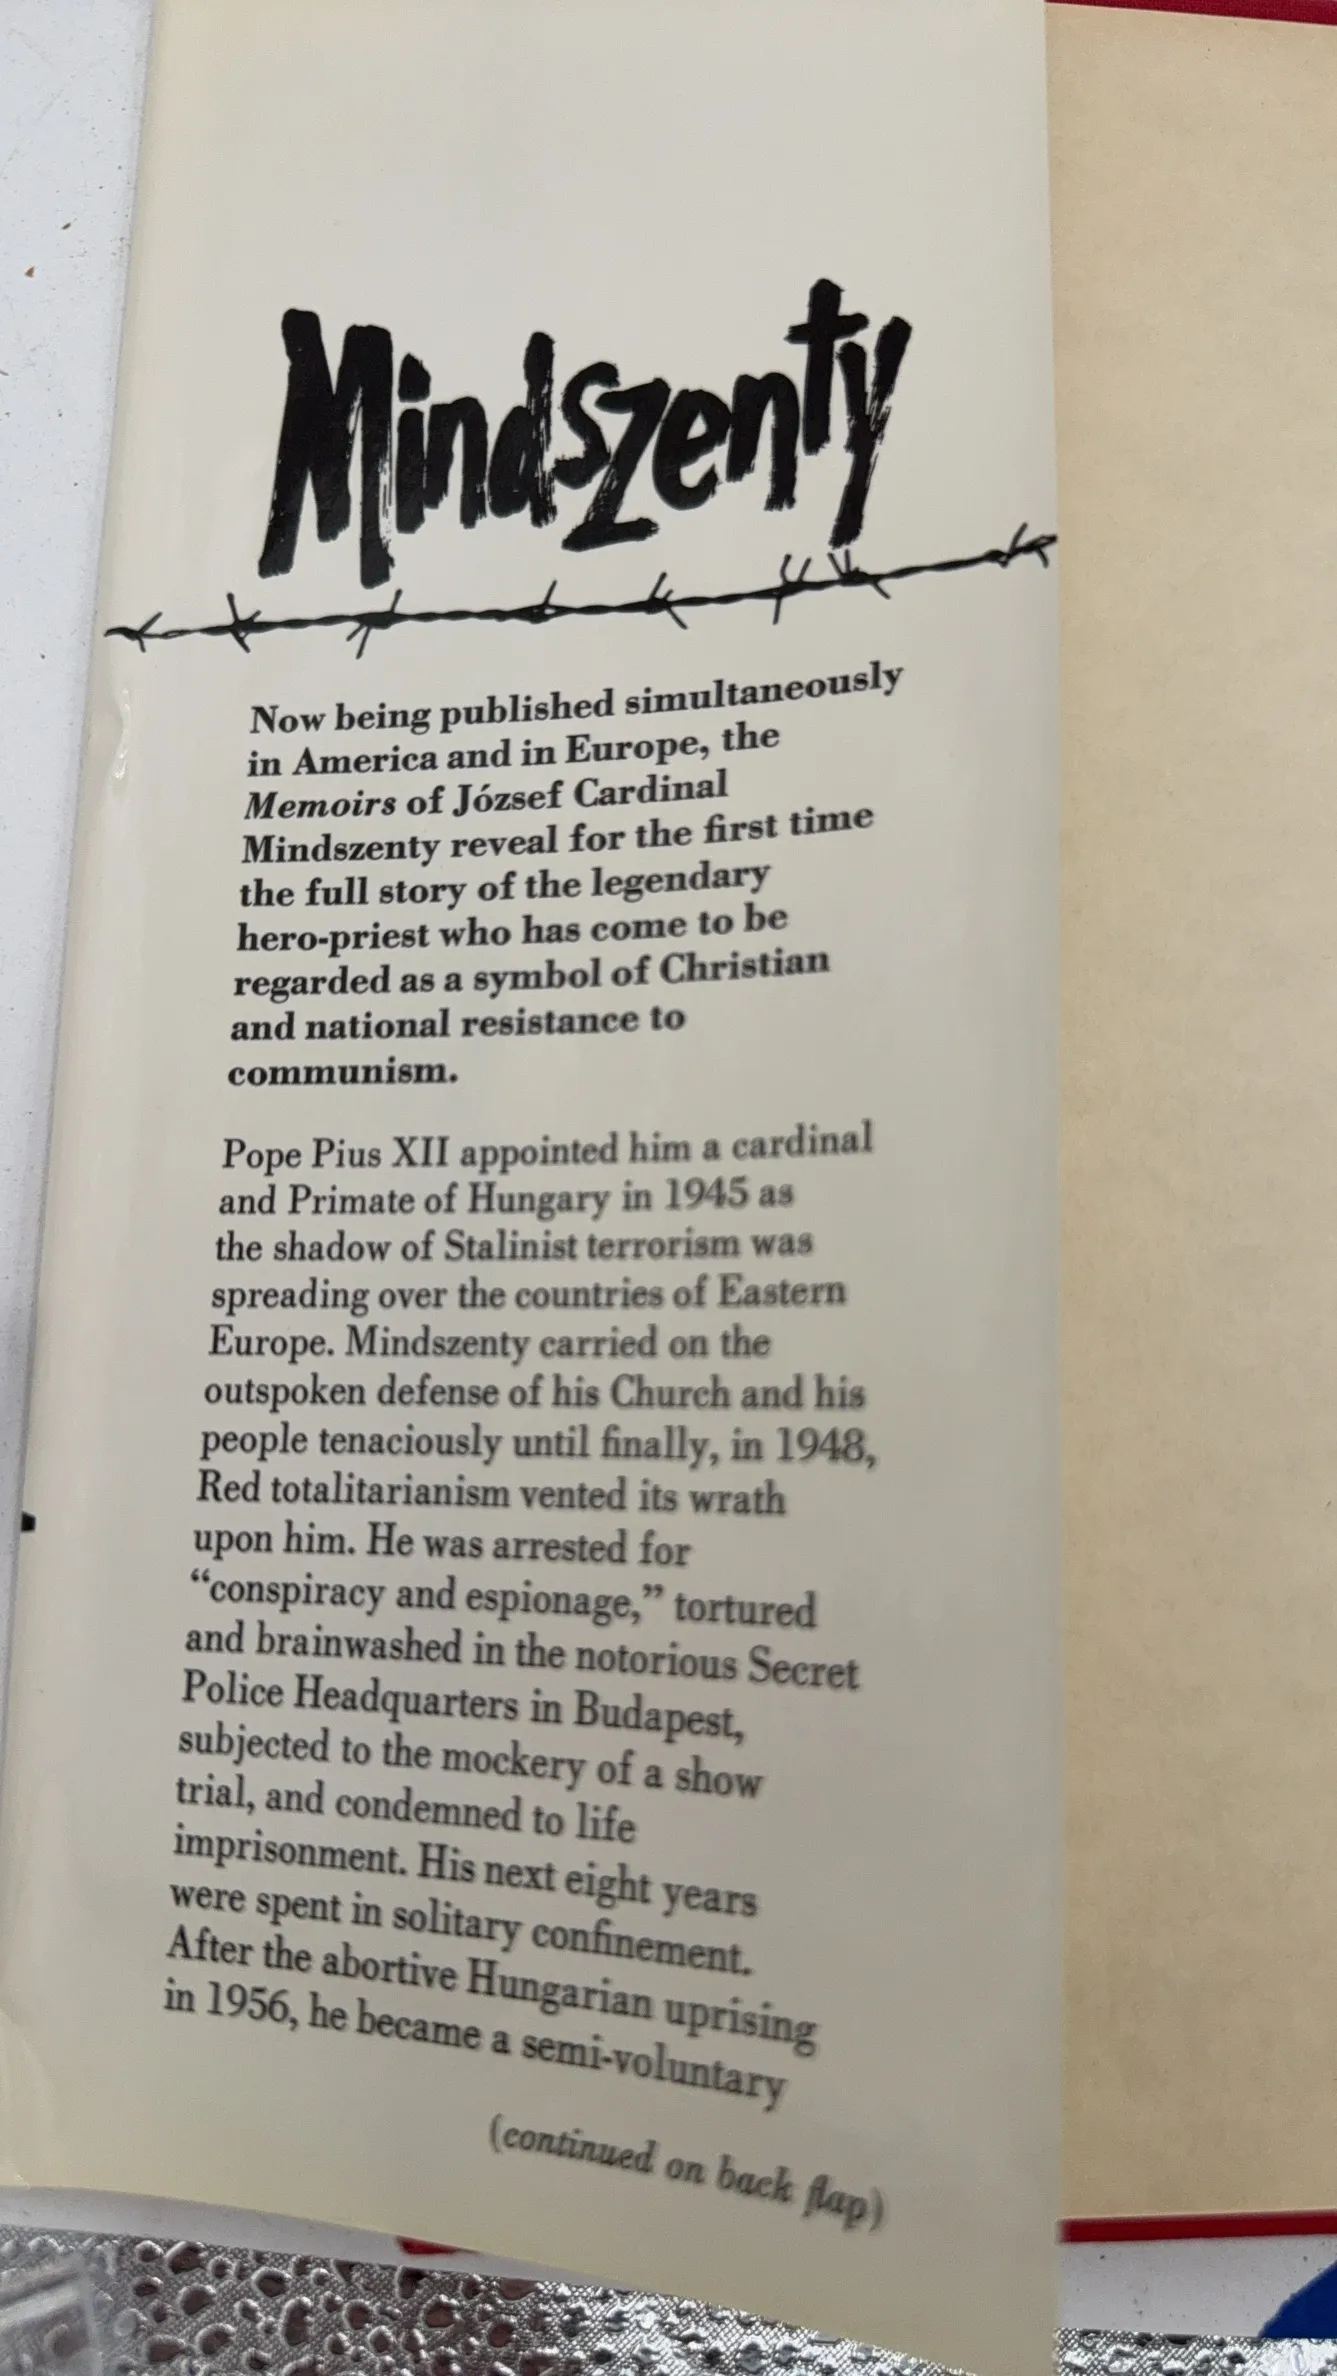 Mindszenty
Now being published simultaneously
in America and in Europe, the
Memoirs of József Cardinal
Mindszenty reveal for the first time
the full story of the legendary
hero-priest who has come to be
regarded as a symbol of Christian
and national resistance to
communism.
Pope Pius XII appointed him a cardinal
and Primate of Hungary in 1945 as
the shadow of Stalinist terrorism was
spreading over the countries of Eastern
Europe. Mindszenty carried on the
outspoken defense of his Church and his
people tenaciously until finally, in 1948,
Red totalitarianism vented its wrath
upon him. He was arrested for
“conspiracy and espionage,” tortured
and brainwashed in the notorious Secret
Police Headquarters in Budapest,
subjected to the mockery of a show
trial, and condemned to life
imprisonment. His next eight years
were spent in solitary confinement.
After the abortive Hungarian uprising
in 1956, he became a semi-voluntary
(continued on back flap)